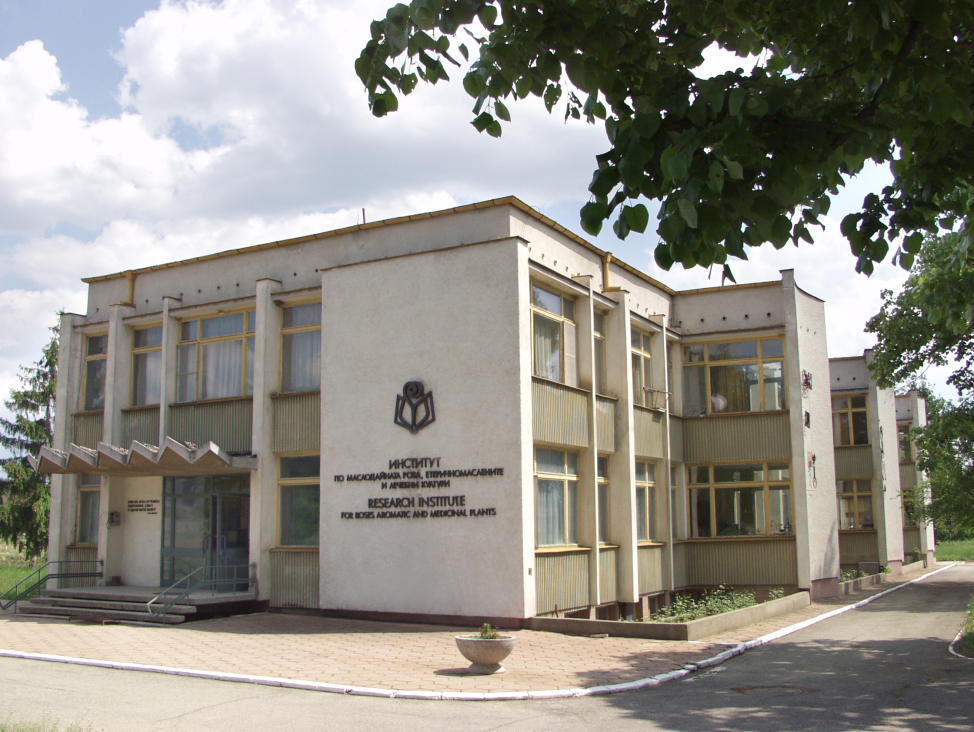 ИНСТИТУТ
ПО МАСЛОДАЙНАТА РОЗА, ЕТЕРИЧНОМАСЛЕНИТЕ
И ЛЕЧЕБНИ КУЛТУРИ
RESEARCH INSTITUTE
FOR ROSES AROMATIC AND MEDICINAL PLANTS